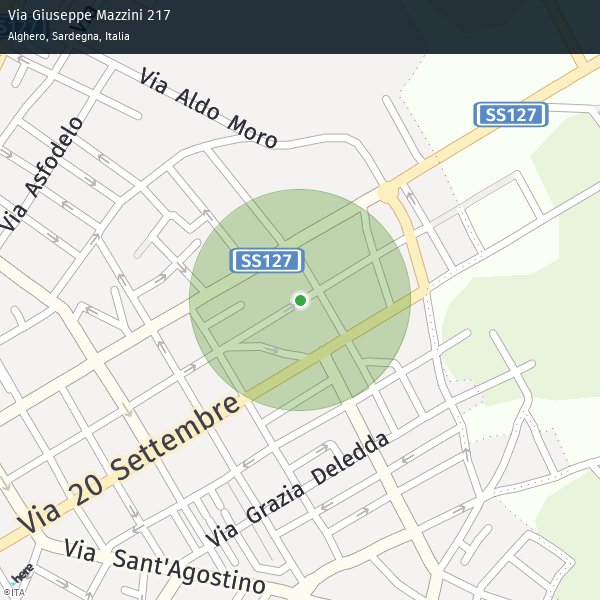 Via Giuseppe Mazzini 217
Alghero, Sardegna, Italia
Via
Via Aldo Moro
SS127
Via Asfodelo
SS127
Via 20 Settembre
Via Grazia Deledda
Via Sant'Agostino
here
© ITA